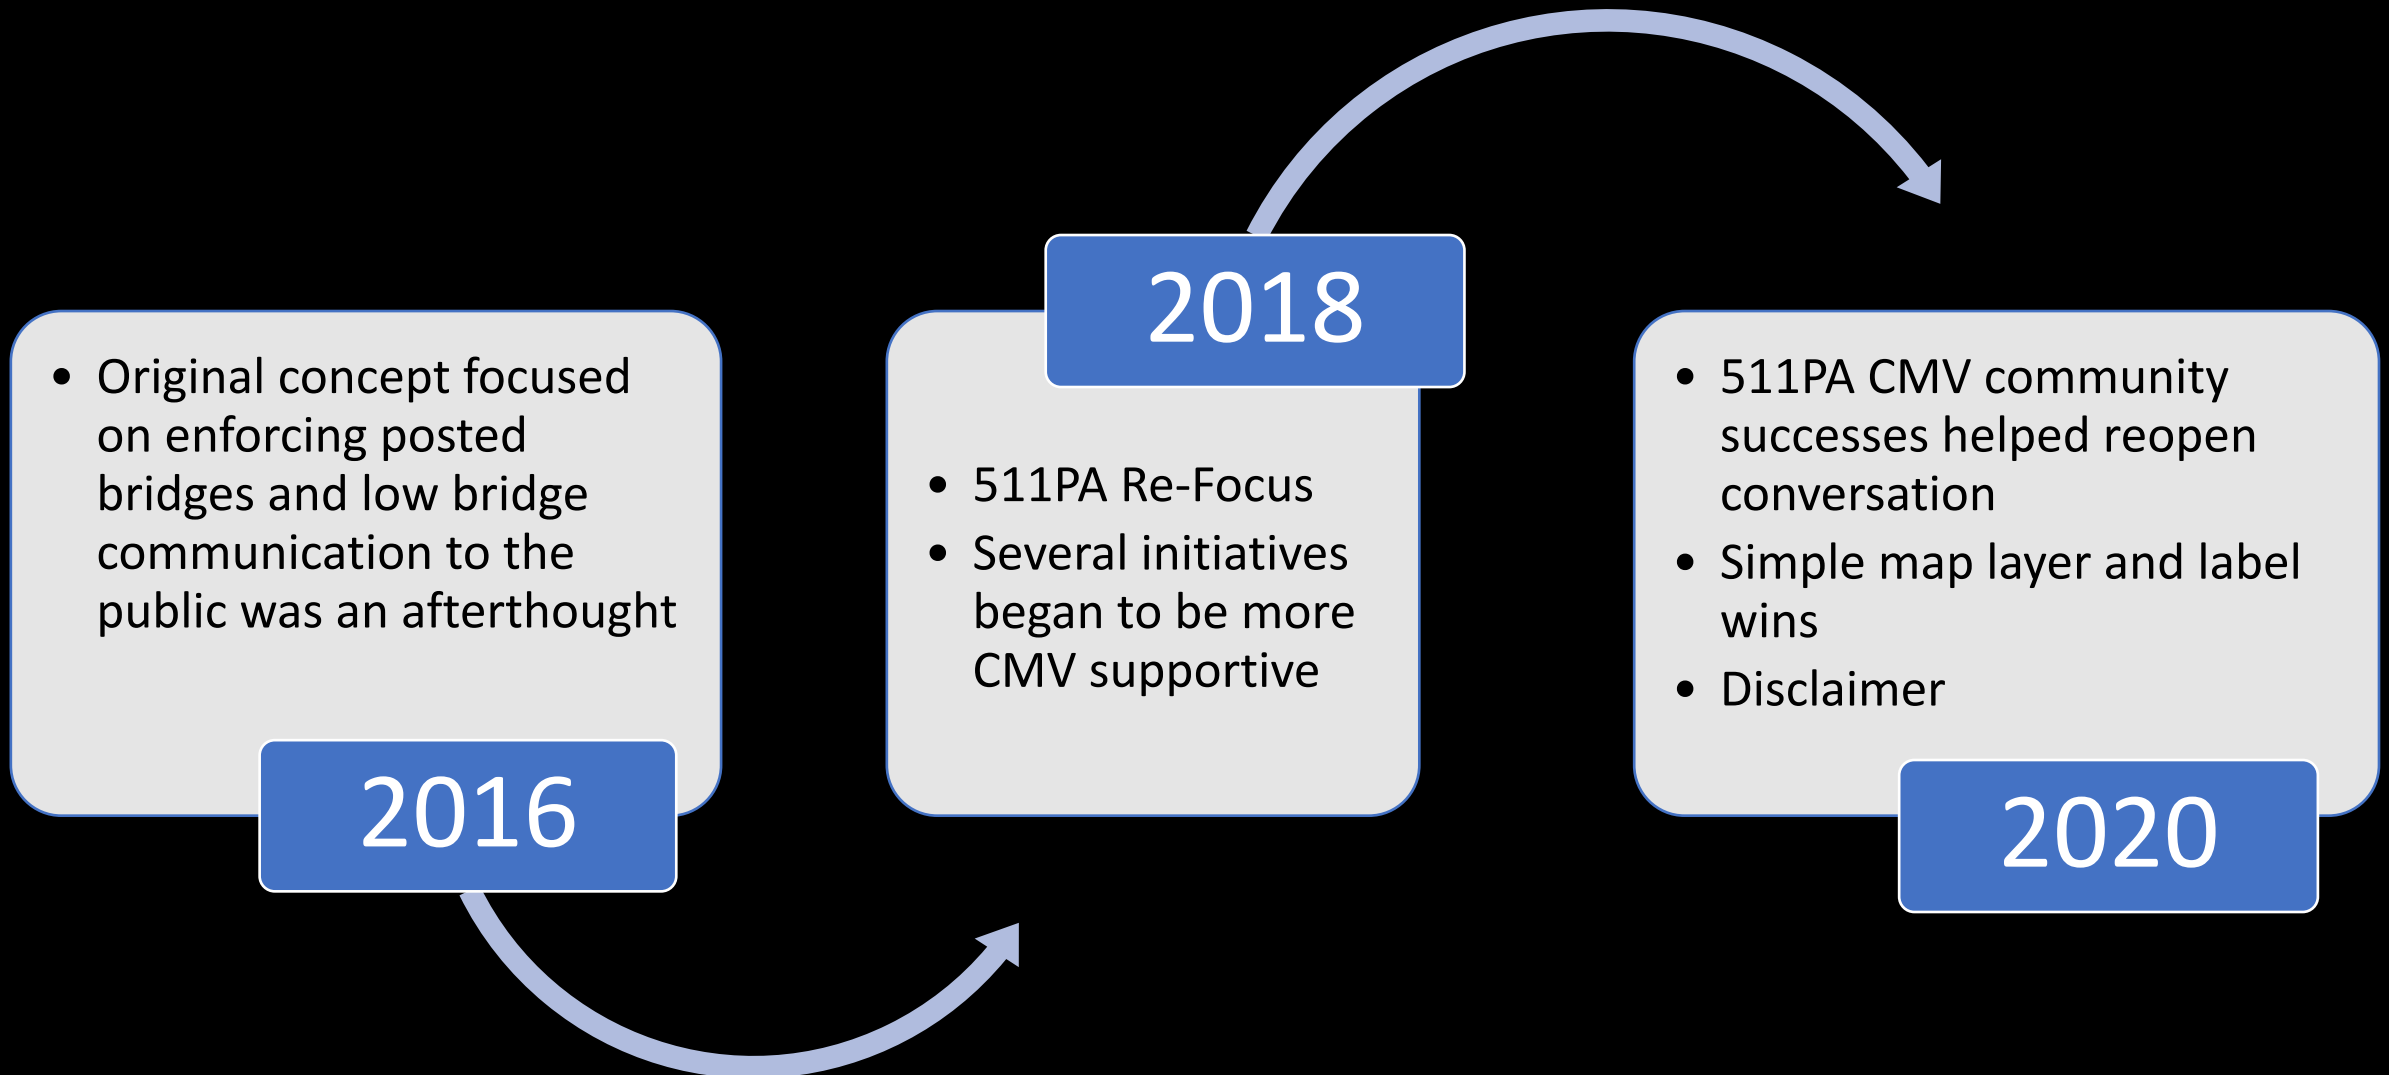 • Original concept focused
on enforcing posted
bridges and low bridge
communication to the
public was an afterthought
2016
2018
• 511PA Re-Focus
• Several initiatives
began to be more
CMV supportive
• 511PA CMV community
successes helped reopen
conversation
• Simple map layer and label
wins
• Disclaimer
2020